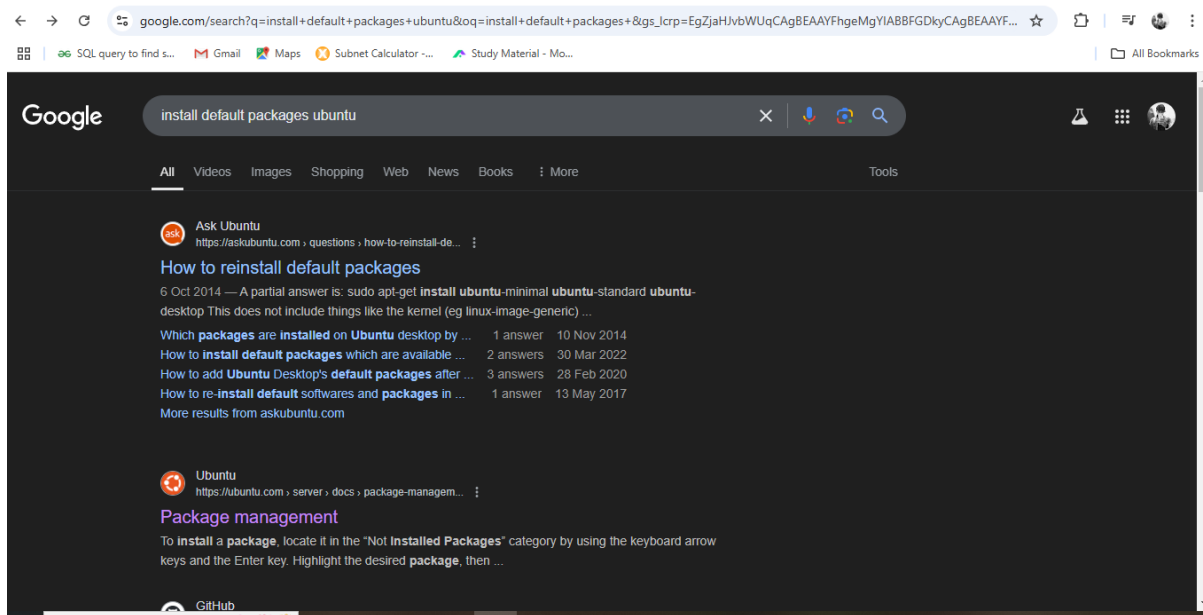 google.com/search?q=install+default+packages+ubuntu&oq=install+default+packages+&gs_lcrp=EgZjaHJvbWUqCAgBEAAYFhgeMgYIABBFGDkyCAgBEAAYF...
SQL query to find s... Gmail Maps Subnet Calculator -... Study Material - Mo... All Bookmarks
Google install default packages ubuntu
All Videos Images Shopping Web News Books More Tools
ask Ask Ubuntu
https://askubuntu.com › questions › how-to-reinstall-de...
How to reinstall default packages
6 Oct 2014 — A partial answer is: sudo apt-get install ubuntu-minimal ubuntu-standard ubuntu-
desktop This does not include things like the kernel (eg linux-image-generic) ...
Which packages are installed on Ubuntu desktop by ... 1 answer 10 Nov 2014
How to install default packages which are available ... 2 answers 30 Mar 2022
How to add Ubuntu Desktop's default packages after ... 3 answers 28 Feb 2020
How to re-install default softwares and packages in ... 1 answer 13 May 2017
More results from askubuntu.com
Ubuntu
https://ubuntu.com › server › docs › package-managem...
Package management
To install a package, locate it in the “Not Installed Packages” category by using the keyboard arrow
keys and the Enter key. Highlight the desired package, then ...
GitHub